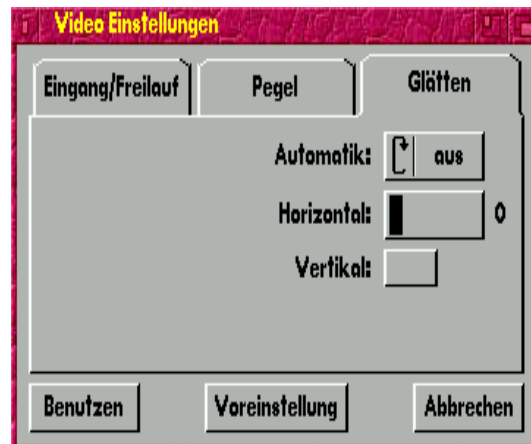 Video Einstellungen
Eingang/Freilauf Pegel Glätten
Automatik: aus
Horizontal: 0
Vertikal:
Benutzen Voreinstellung Abbrechen